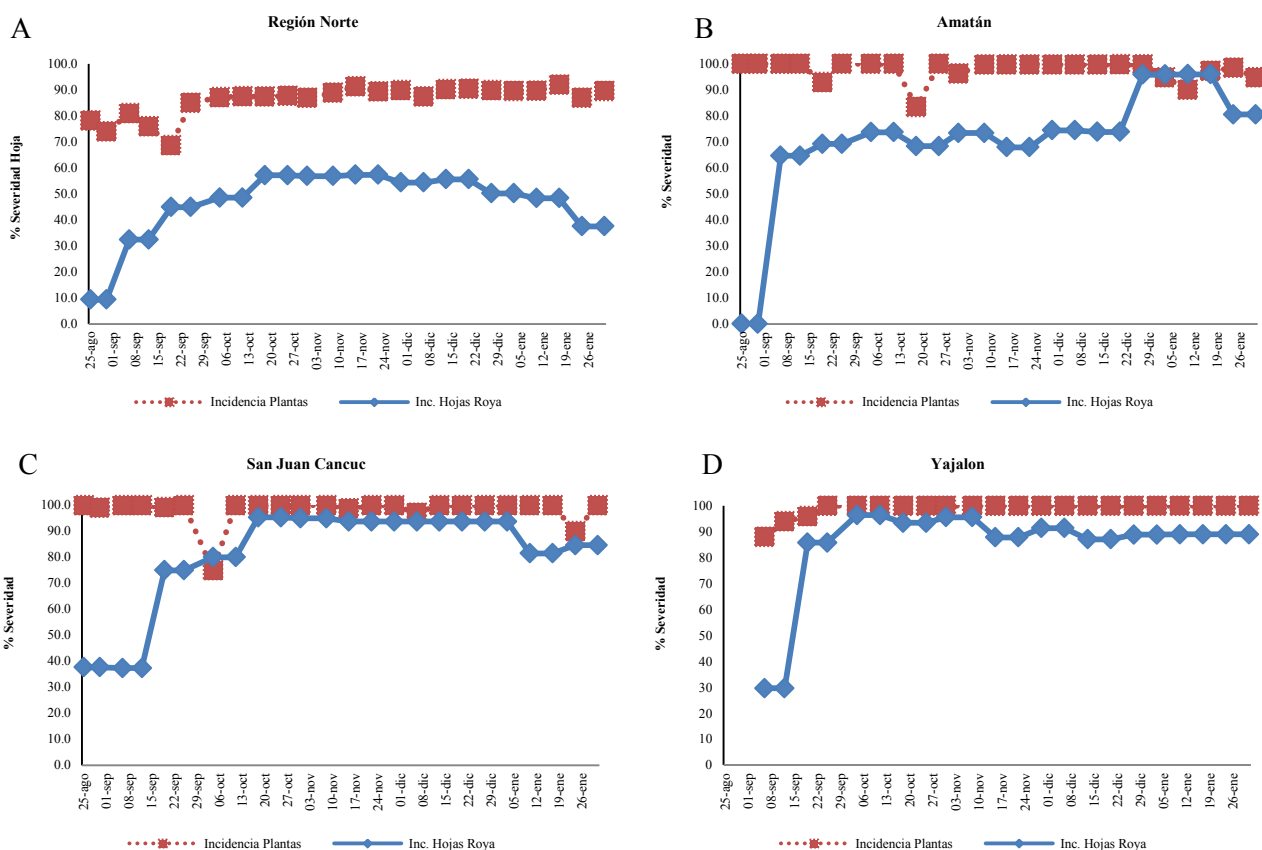 A
Región Norte
% Severidad Hoja
100.0
90.0
80.0
70.0
60.0
50.0
40.0
30.0
20.0
10.0
0.0
25-ago
01-sep
08-sep
15-sep
22-sep
29-sep
06-oct
13-oct
20-oct
27-oct
03-nov
10-nov
17-nov
24-nov
01-dic
08-dic
15-dic
22-dic
29-dic
05-ene
12-ene
19-ene
26-ene
Incidencia Plantas
Inc. Hojas Roya
B
Amatán
% Severidad
100.0
90.0
80.0
70.0
60.0
50.0
40.0
30.0
20.0
10.0
0.0
25-ago
01-sep
08-sep
15-sep
22-sep
29-sep
06-oct
13-oct
20-oct
27-oct
03-nov
10-nov
17-nov
24-nov
01-dic
08-dic
15-dic
22-dic
29-dic
05-ene
12-ene
19-ene
26-ene
Incidencia Plantas
Inc. Hojas Roya
C
San Juan Cancuc
% Severidad
100.0
90.0
80.0
70.0
60.0
50.0
40.0
30.0
20.0
10.0
0.0
25-ago
01-sep
08-sep
15-sep
22-sep
29-sep
06-oct
13-oct
20-oct
27-oct
03-nov
10-nov
17-nov
24-nov
01-dic
08-dic
15-dic
22-dic
29-dic
05-ene
12-ene
19-ene
26-ene
Incidencia Plantas
Inc. Hojas Roya
D
Yajalon
% Severidad
100
90
80
70
60
50
40
30
20
10
0
25-ago
01-sep
08-sep
15-sep
22-sep
29-sep
06-oct
13-oct
20-oct
27-oct
03-nov
10-nov
17-nov
24-nov
01-dic
08-dic
15-dic
22-dic
29-dic
05-ene
12-ene
19-ene
26-ene
Incidencia Plantas
Inc. Hojas Roya